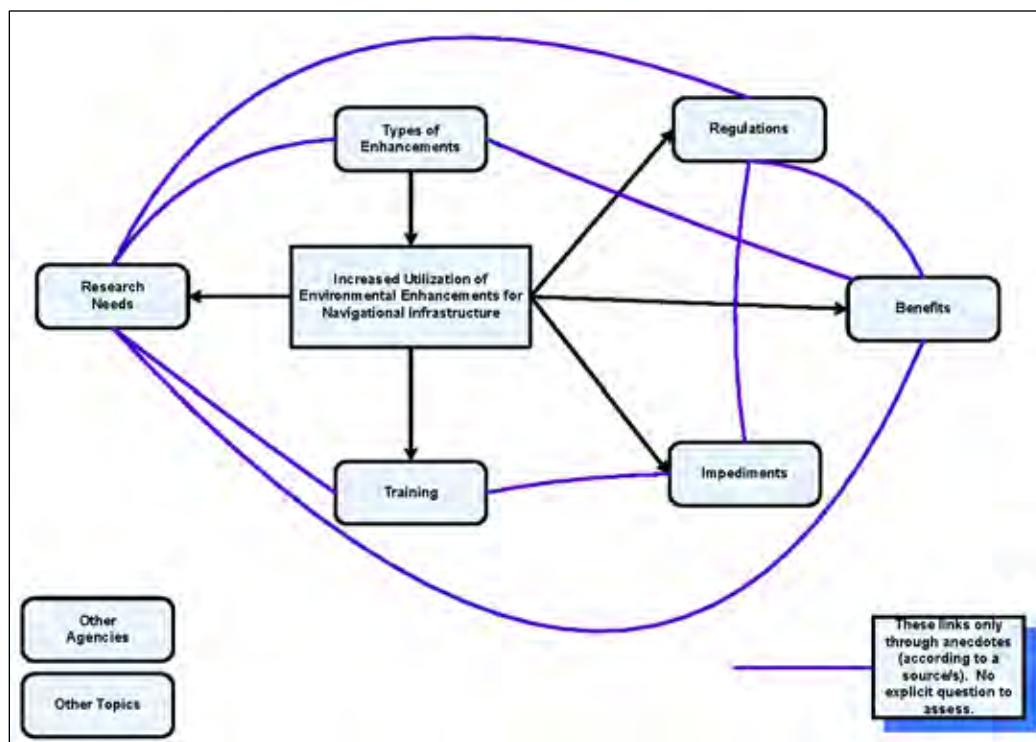 Types of
Enhancements
Regulations
Research
Needs
Increased Utilization of
Environmental Enhancements for
Navigational Infrastructure
Benefits
Training
Impediments
Other
Agencies
Other Topics
These links only
through anecdotes
(according to a
source/s). No
explicit question to
assess.